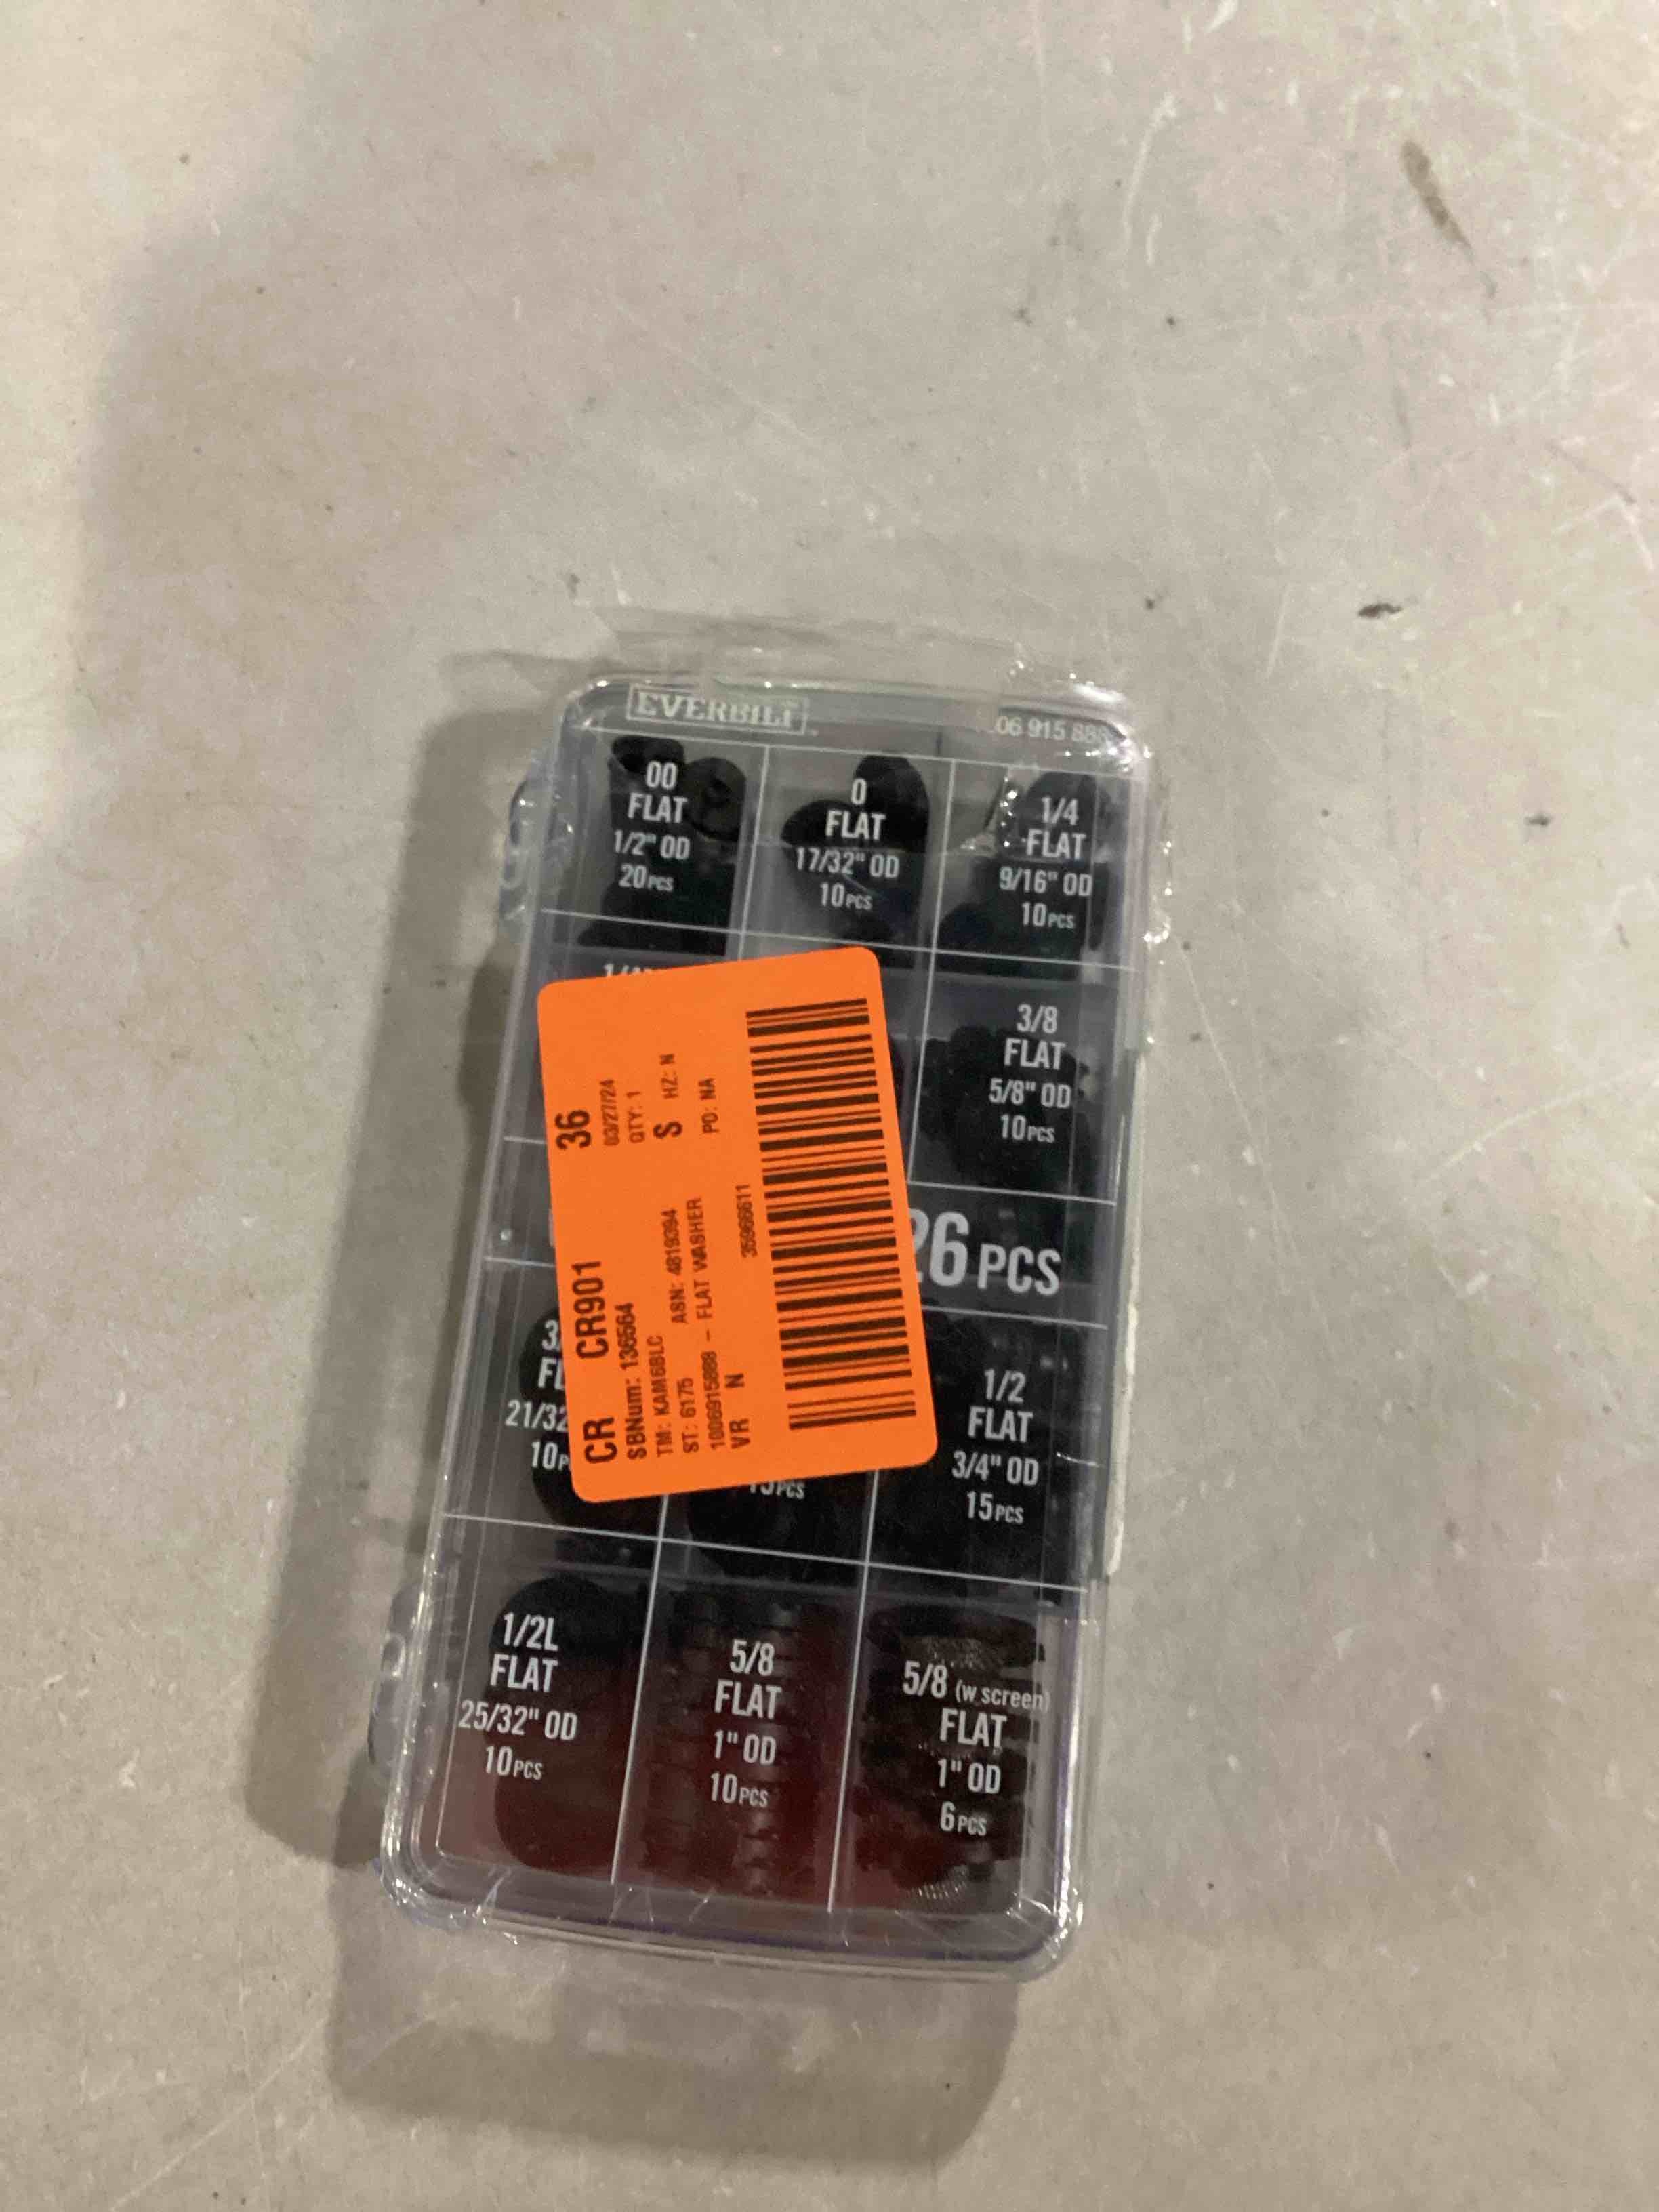 EVERBILT
06 915 888
00
FLAT
1/2" OD
20PCS
0
FLAT
17/32" OD
10PCS
1/4
FLAT
9/16" OD
10PCS
3/8
FLAT
5/8" OD
10PCS
26 PCS
CR CR901 36
SBNum: 136564 03/27/24
TM: KAM6BLC QTY: 1
ST: 6175 ASN: 4819394 S HZ: N
1006915888 - FLAT WASHER PO: NA
VR N
35966611
21/32
15PCS
1/2
FLAT
3/4" OD
15PCS
1/2L
FLAT
25/32" OD
10PCS
5/8
FLAT
1" OD
10PCS
5/8 (w screen)
FLAT
1" OD
6PCS